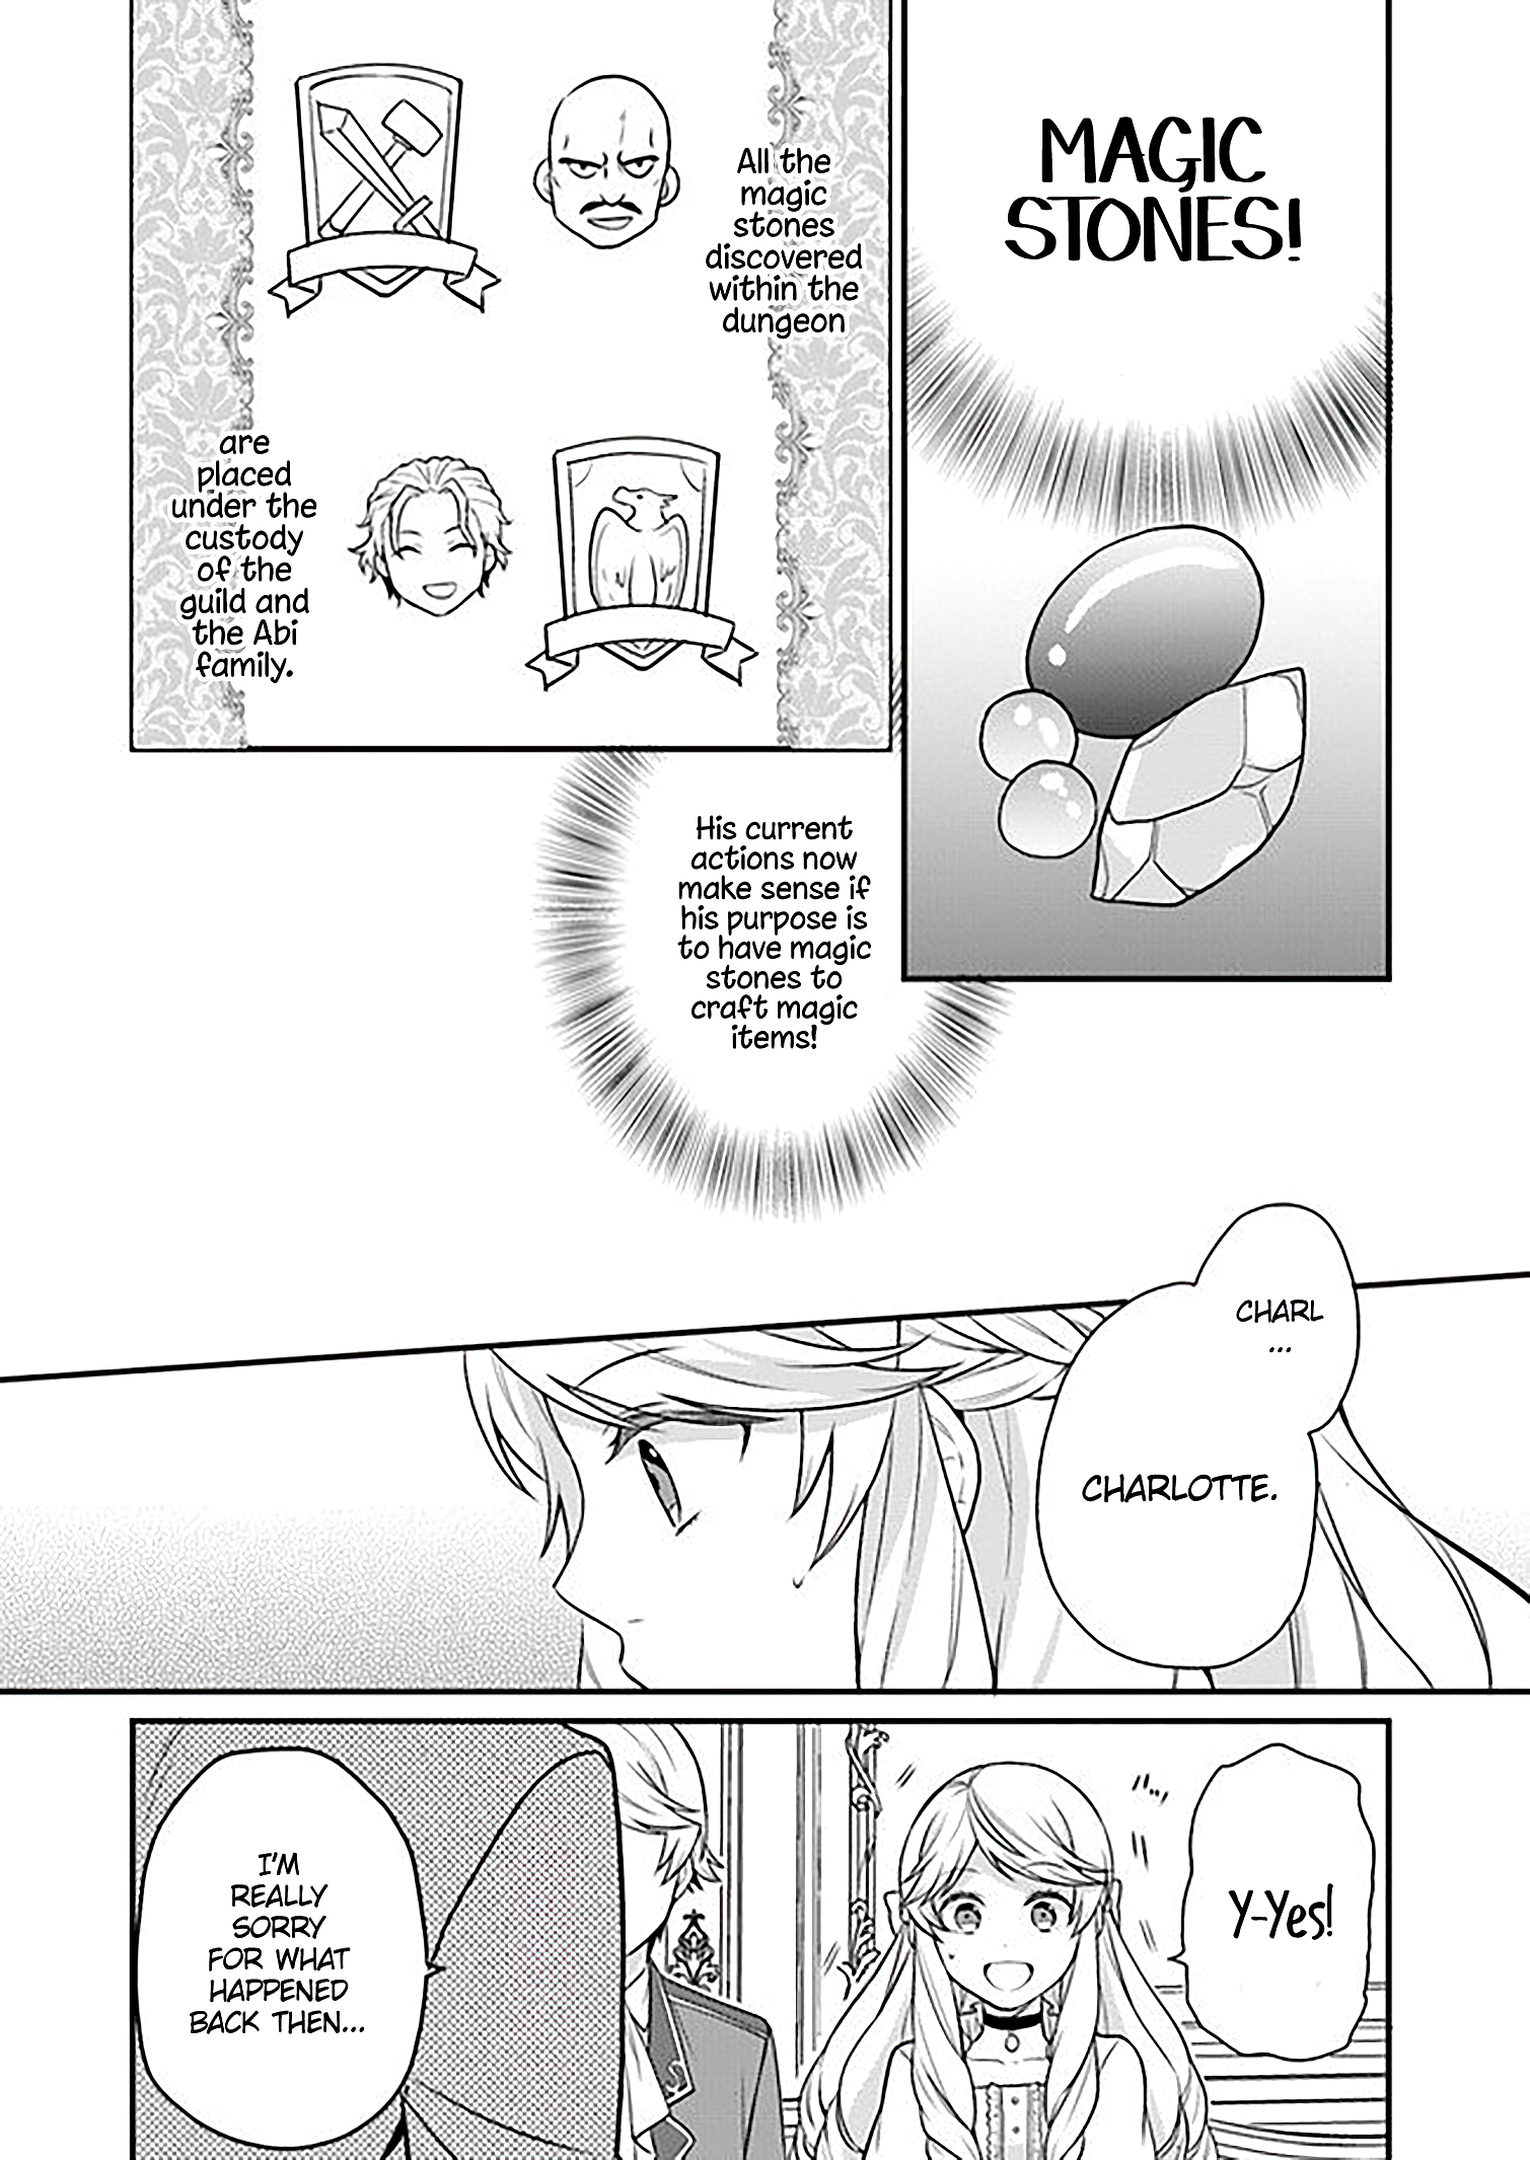 MAGIC
STONES!
All the
magic
stones
discovered
within the
dungeon
are
placed
under the
custody
of the
guild and
the Abi
family.
His current
actions now
make sense if
his purpose is
to have magic
stones to
craft magic
items!
CHARL
...
CHARLOTTE.
Y-Yes!
I'M
REALLY
SORRY
FOR WHAT
HAPPENED
BACK THEN...